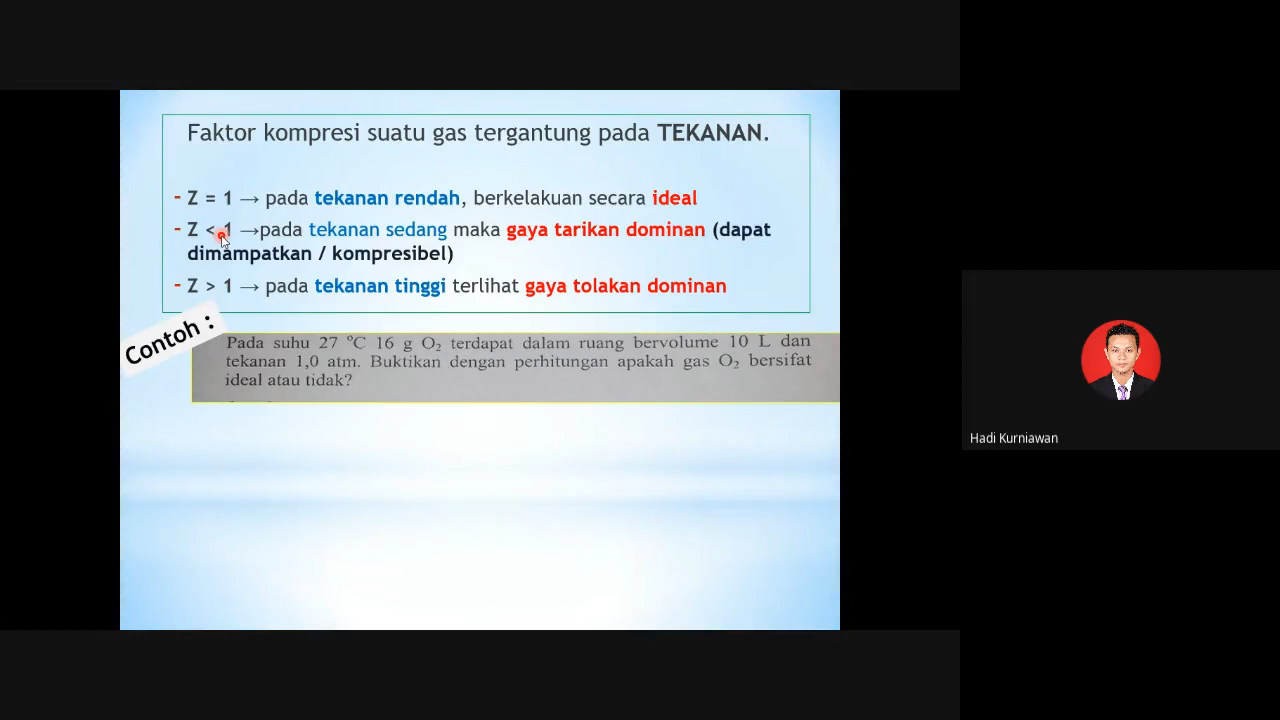 Faktor kompresi suatu gas tergantung pada TEKANAN.
- Z = 1 → pada tekanan rendah, berkelakuan secara ideal
- Z < 1 →pada tekanan sedang maka gaya tarikan dominan (dapat
dimampatkan / kompresibel)
- Z > 1 → pada tekanan tinggi terlihat gaya tolakan dominan
Contoh :
Pada suhu 27 °C 16 g O₂ terdapat dalam ruang bervolume 10 L dan
tekanan 1,0 atm. Buktikan dengan perhitungan apakah gas O₂ bersifat
ideal atau tidak?
Hadi Kurniawan